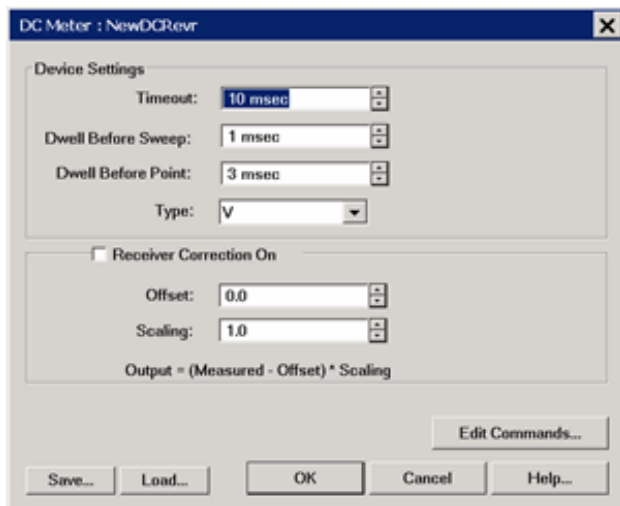 DC Meter : NewDCRevr
Device Settings
Timeout: 10 msec
Dwell Before Sweep: 1 msec
Dwell Before Point: 3 msec
Type: V
Receiver Correction On
Offset: 0.0
Scaling: 1.0
Output = (Measured - Offset) * Scaling
Edit Commands...
Save... Load... OK Cancel Help...